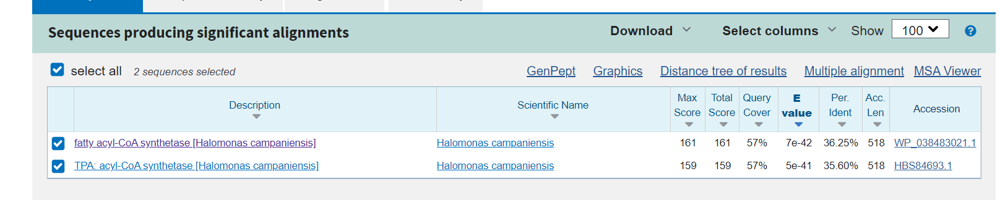 Sequences producing significant alignments Download Select columns Show 100 ?
select all 2 sequences selected GenPept Graphics Distance tree of results Multiple alignment MSA Viewer
Description Scientific Name Max Score Total Score Query Cover E value Per. Ident Acc. Len Accession
fatty acyl-CoA synthetase [Halomonas campaniensis] Halomonas campaniensis 161 161 57% 7e-42 36.25% 518 WP_038483021.1
TPA: acyl-CoA synthetase [Halomonas campaniensis] Halomonas campaniensis 159 159 57% 5e-41 35.60% 518 HBS84693.1